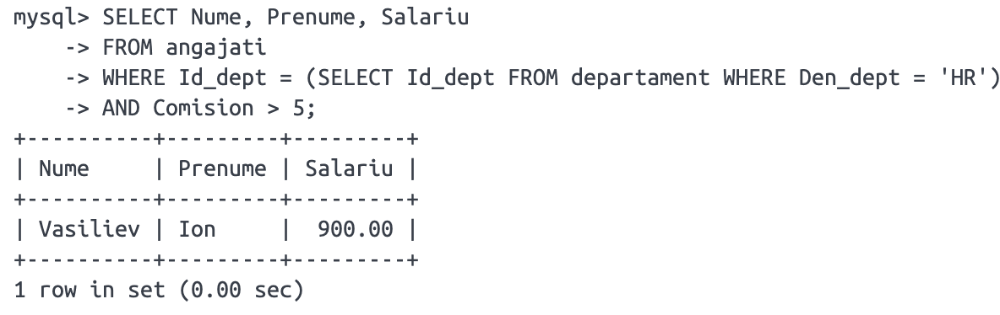 mysql> SELECT Nume, Prenume, Salariu
    -> FROM angajati
    -> WHERE Id_dept = (SELECT Id_dept FROM departament WHERE Den_dept = 'HR')
    -> AND Comision > 5;
+----------+---------+---------+
| Nume     | Prenume | Salariu |
+----------+---------+---------+
| Vasiliev | Ion     |  900.00 |
+----------+---------+---------+
1 row in set (0.00 sec)